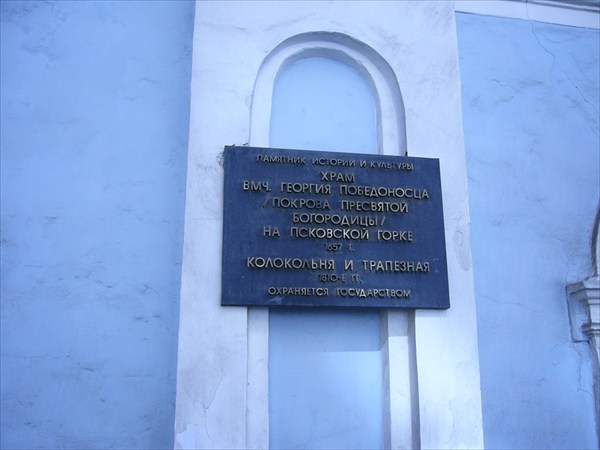 ПАМЯТНИК ИСТОРИИ И КУЛЬТУРЫ
ХРАМ
ВМЧ. ГЕОРГИЯ ПОБЕДОНОСЦА
/ПОКРОВА ПРЕСВЯТОЙ
БОГОРОДИЦЫ/
НА ПСКОВСКОЙ ГОРКЕ
1657 Г.
КОЛОКОЛЬНЯ И ТРАПЕЗНАЯ
1810-Е ГГ.
ОХРАНЯЕТСЯ ГОСУДАРСТВОМ